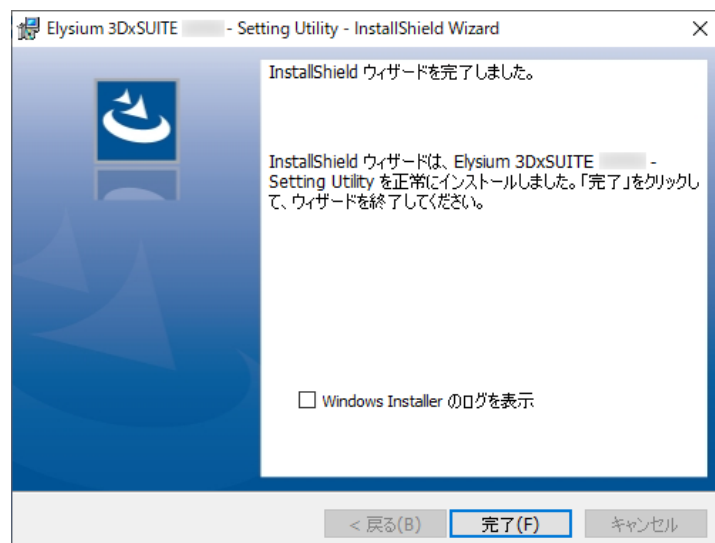 Elysium 3DxSUITE - Setting Utility - InstallShield Wizard
InstallShield ウィザードを完了しました。
InstallShield ウィザードは、Elysium 3DxSUITE -
Setting Utility を正常にインストールしました。「完了」をクリックし
て、ウィザードを終了してください。
Windows Installer のログを表示
< 戻る(B)
完了(F)
キャンセル